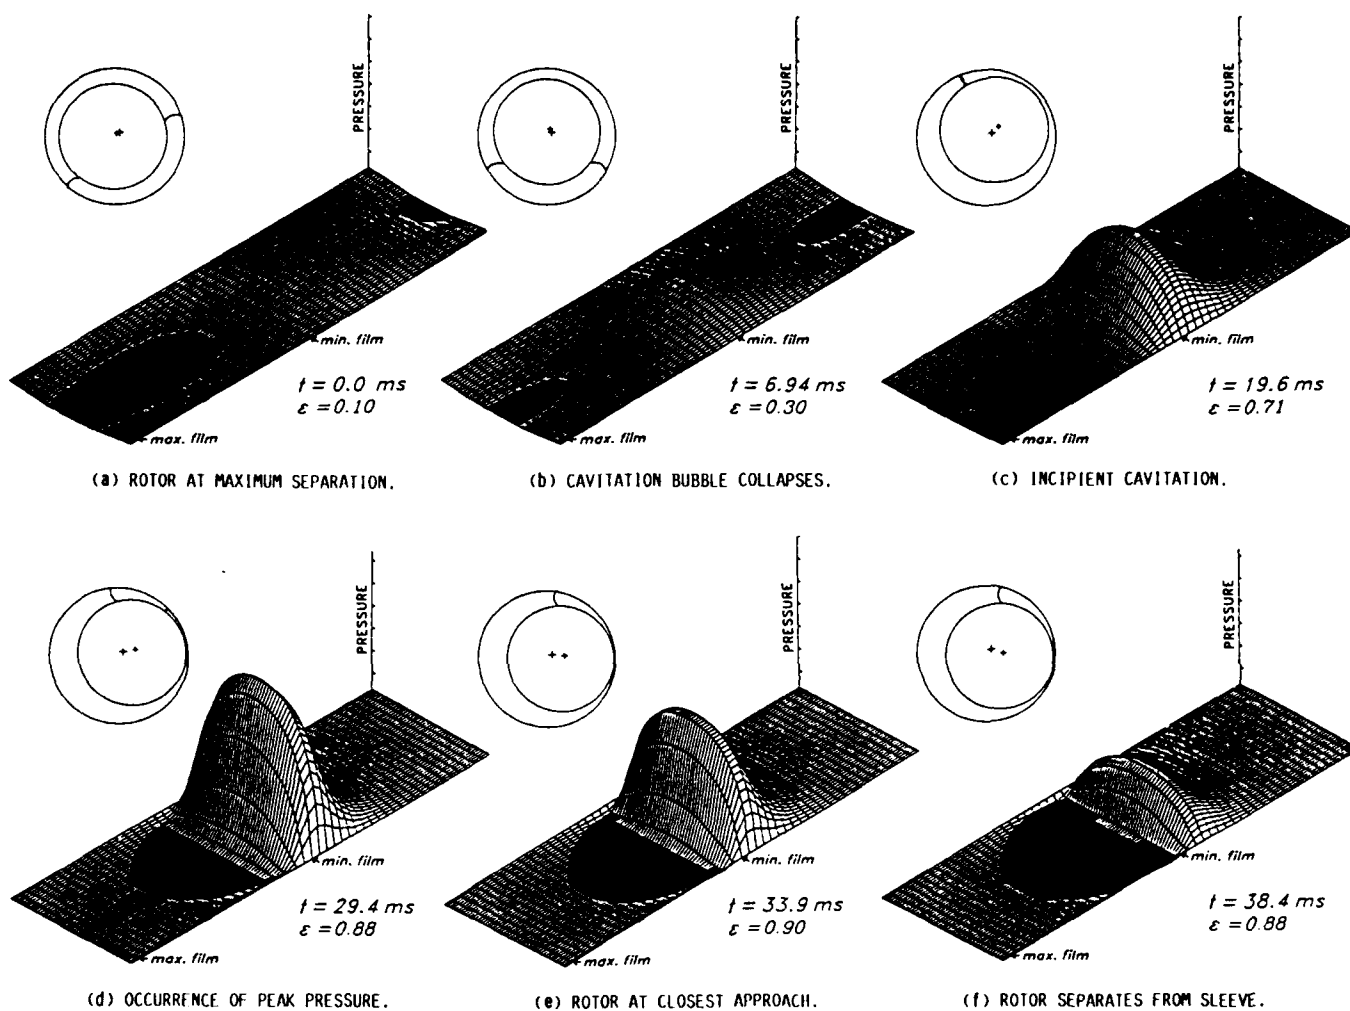 PRESSURE
min. film
t = 0.0 ms
ε = 0.10
max. film
(a) ROTOR AT MAXIMUM SEPARATION.
PRESSURE
min. film
t = 6.94 ms
ε = 0.30
max. film
(b) CAVITATION BUBBLE COLLAPSES.
PRESSURE
min. film
t = 19.6 ms
ε = 0.71
max. film
(c) INCIPIENT CAVITATION.
PRESSURE
min. film
t = 29.4 ms
ε = 0.88
max. film
(d) OCCURRENCE OF PEAK PRESSURE.
PRESSURE
min. film
t = 33.9 ms
ε = 0.90
max. film
(e) ROTOR AT CLOSEST APPROACH.
PRESSURE
min. film
t = 38.4 ms
ε = 0.88
max. film
(f) ROTOR SEPARATES FROM SLEEVE.